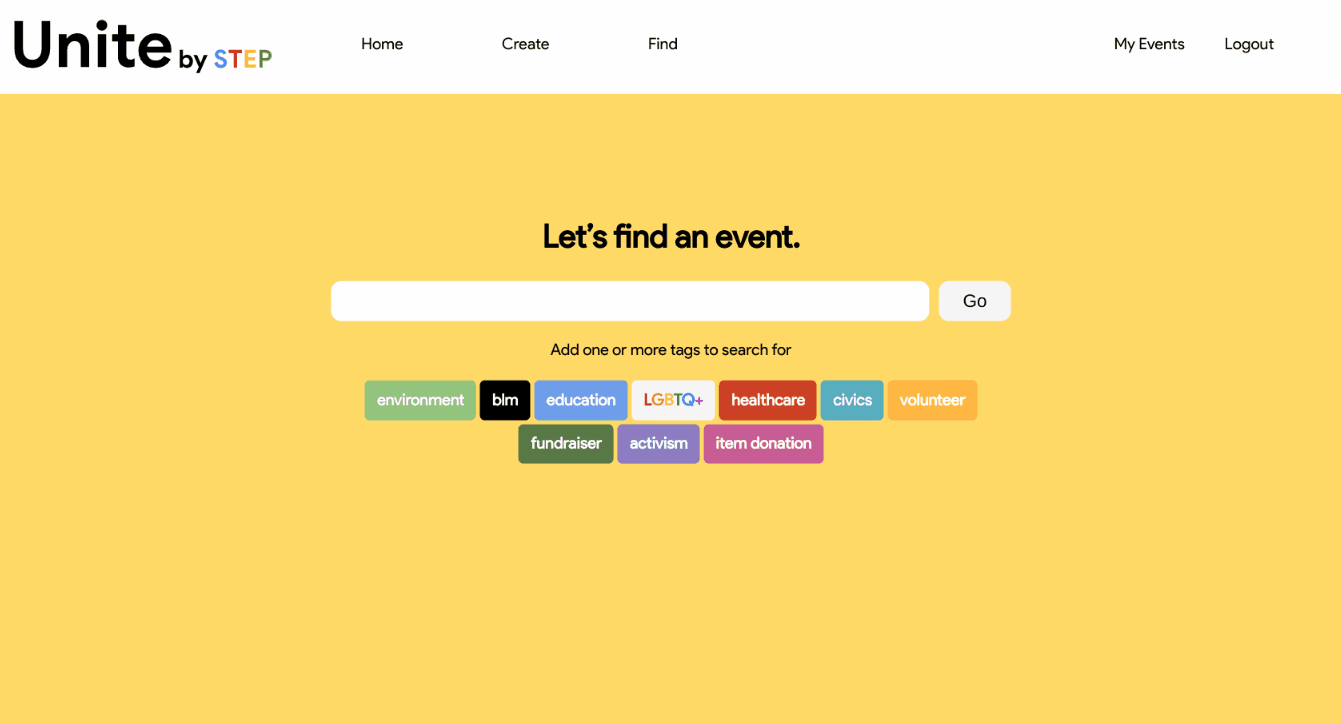 Unite by STEP Home Create Find My Events Logout
Let’s find an event.
Go
Add one or more tags to search for
environment blm education LGBTQ+ healthcare civics volunteer
fundraiser activism item donation